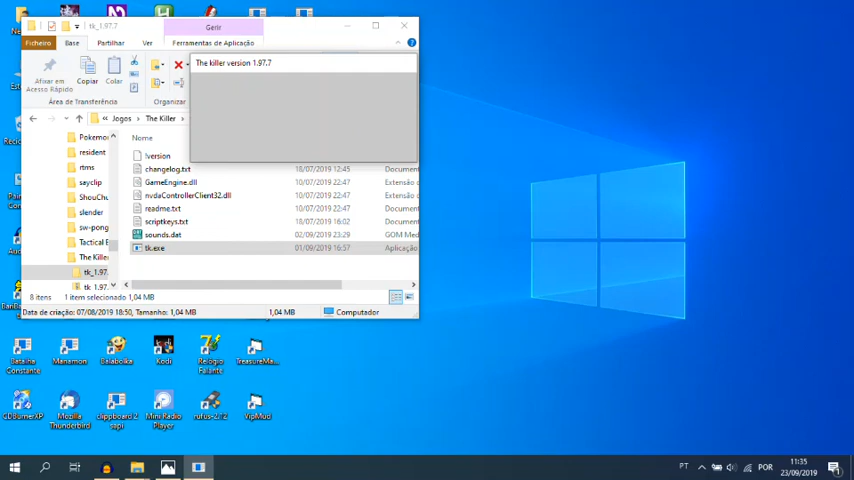 tk_1.97.7
Gerir
Ficheiro
Base
Partilhar
Ver
Ferramentas de Aplicação
Afixar em
Acesso Rápido
Copiar
Colar
Área de Transferência
Organizar
The killer version 1.97.7
Jogos
The Killer
Nome
Pokemon
resident
rtms
sayclip
ShouChu
slender
sw-pong
Tactical B
The Killer
tk_1.97.
tk_1.97.
!version
changelog.txt
18/07/2019 12:45
Document
GameEngine.dll
10/07/2019 22:47
Extensão d
nvdaControllerClient32.dll
10/07/2019 22:47
Extensão d
readme.txt
10/07/2019 22:47
Document
scriptkeys.txt
18/07/2019 16:02
Document
sounds.dat
02/09/2019 23:29
GOM Med
tk.exe
01/09/2019 16:57
Aplicação
8 itens
1 item selecionado 1,04 MB
Data de criação: 07/08/2019 18:50, Tamanho: 1,04 MB
1,04 MB
Computador
Batalha
Constante
Manamon
Balabolka
Kodi
Relogio
Falante
TreasureMa...
CDBurnerXP
Mozilla
Thunderbird
clippboard 2
sapi
Mini Radio
Player
rufus-2.12
VipMud
PT
POR
11:35
23/09/2019